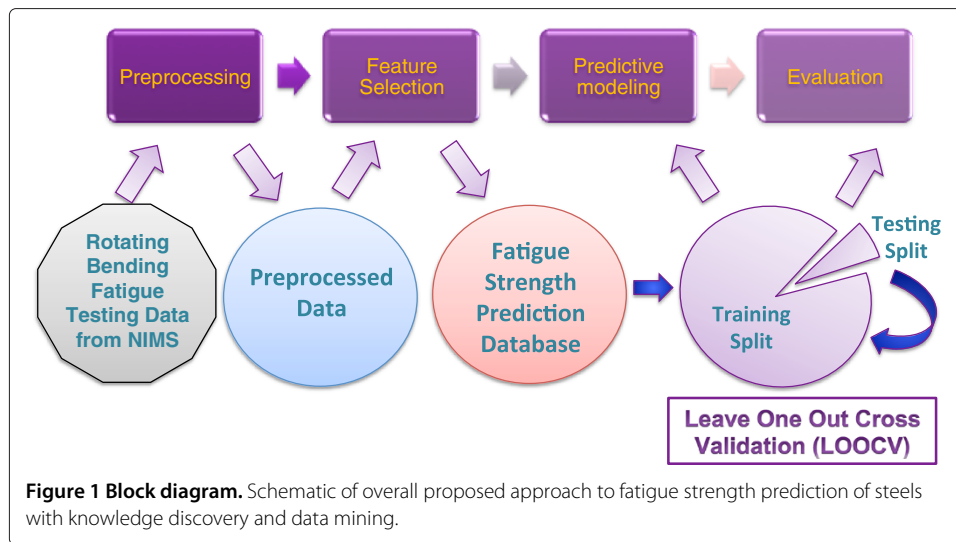 Preprocessing
Feature
Selection
Predictive
modeling
Evaluation
Rotating
Bending
Fatigue
Testing Data
from NIMS
Preprocessed
Data
Fatigue
Strength
Prediction
Database
Training
Split
Testing
Split
Leave One Out Cross
Validation (LOOCV)
Figure 1 Block diagram. Schematic of overall proposed approach to fatigue strength prediction of steels
with knowledge discovery and data mining.